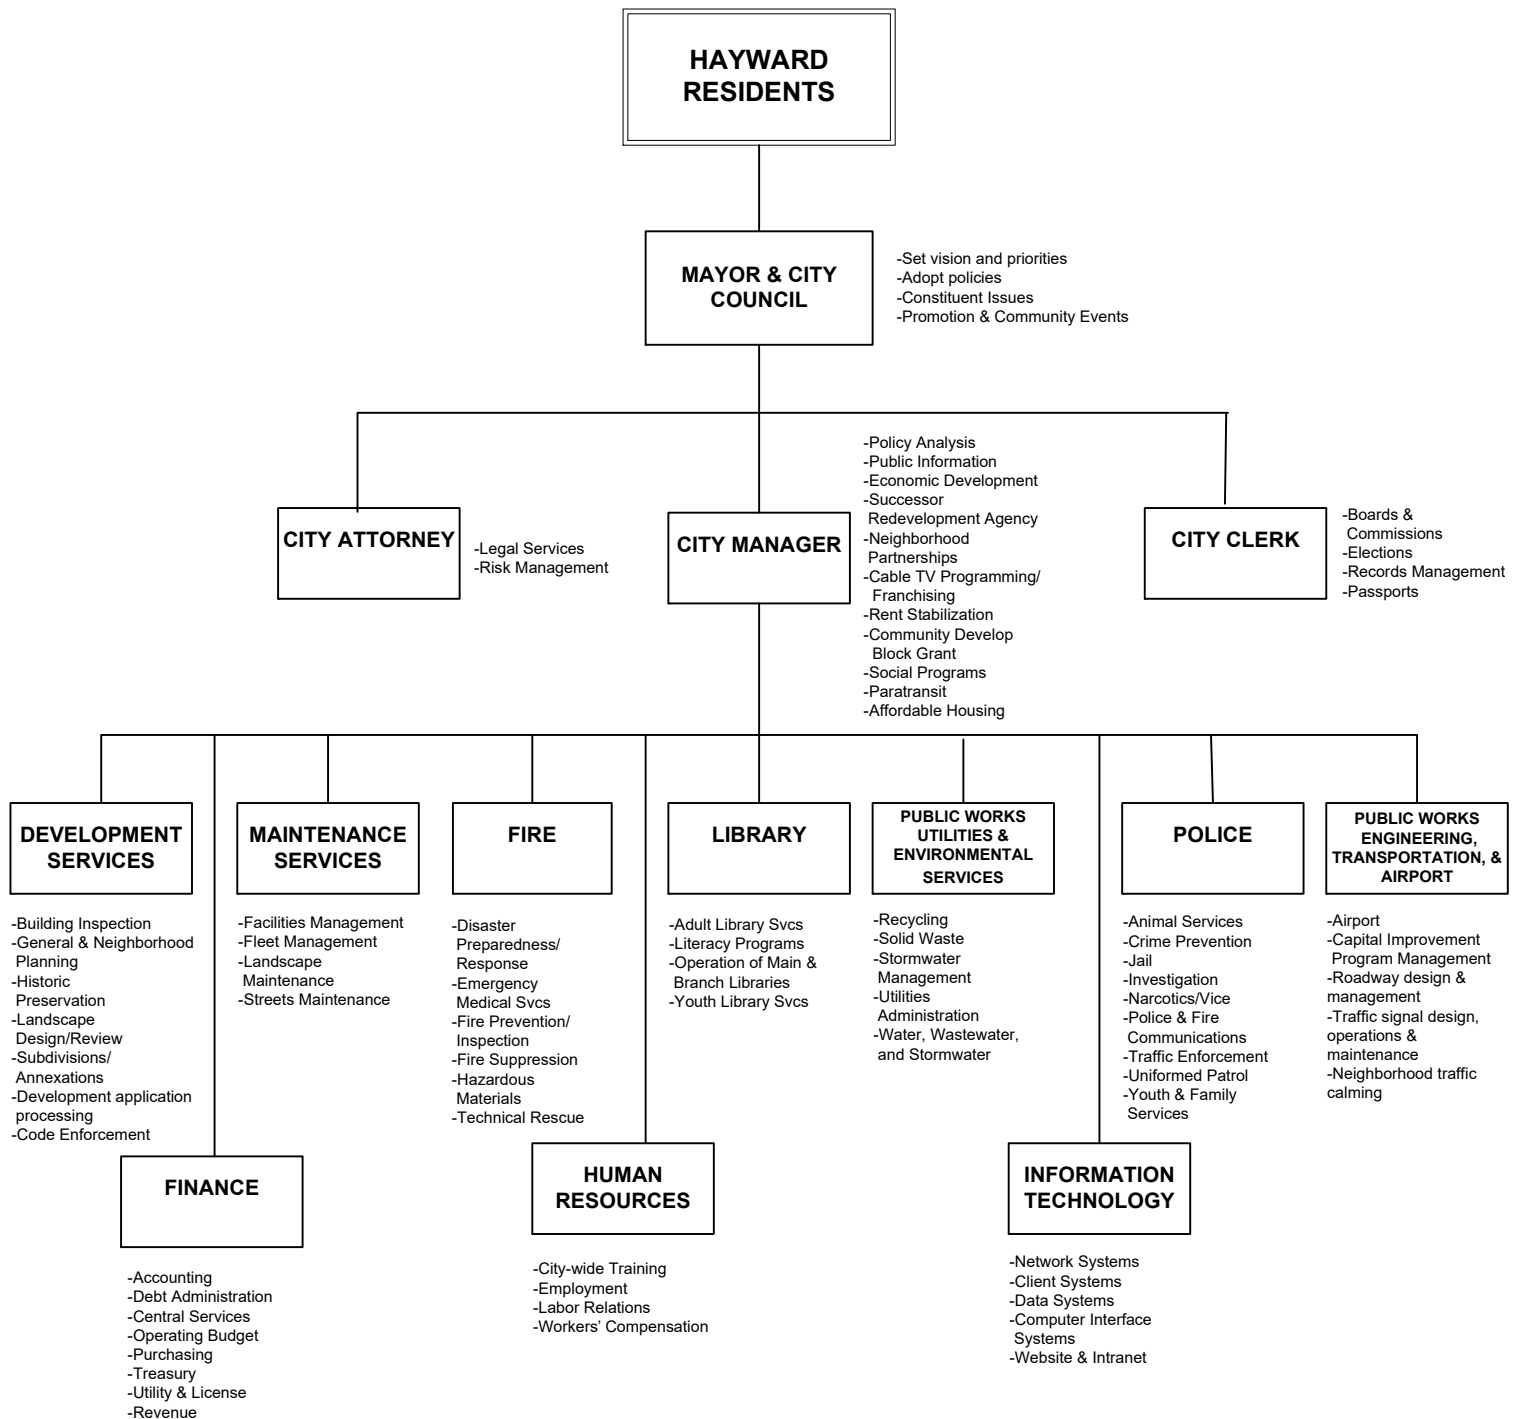 HAYWARD
RESIDENTS
MAYOR & CITY
COUNCIL
-Set vision and priorities
-Adopt policies
-Constituent Issues
-Promotion & Community Events
CITY ATTORNEY
-Legal Services
-Risk Management
CITY MANAGER
-Policy Analysis
-Public Information
-Economic Development
-Successor
Redevelopment Agency
-Neighborhood
Partnerships
-Cable TV Programming/
Franchising
-Rent Stabilization
-Community Develop
Block Grant
-Social Programs
-Paratransit
-Affordable Housing
CITY CLERK
-Boards &
Commissions
-Elections
-Records Management
-Passports
DEVELOPMENT
SERVICES
-Building Inspection
-General & Neighborhood
Planning
-Historic
Preservation
-Landscape
Design/Review
-Subdivisions/
Annexations
-Development application
processing
-Code Enforcement
MAINTENANCE
SERVICES
-Facilities Management
-Fleet Management
-Landscape
Maintenance
-Streets Maintenance
FIRE
-Disaster
Preparedness/
Response
-Emergency
Medical Svcs
-Fire Prevention/
Inspection
-Fire Suppression
-Hazardous
Materials
-Technical Rescue
LIBRARY
-Adult Library Svcs
-Literacy Programs
-Operation of Main &
Branch Libraries
-Youth Library Svcs
PUBLIC WORKS
UTILITIES &
ENVIRONMENTAL
SERVICES
-Recycling
-Solid Waste
-Stormwater
Management
-Utilities
Administration
-Water, Wastewater,
and Stormwater
POLICE
-Animal Services
-Crime Prevention
-Jail
-Investigation
-Narcotics/Vice
-Police & Fire
Communications
-Traffic Enforcement
-Uniformed Patrol
-Youth & Family
Services
PUBLIC WORKS
ENGINEERING,
TRANSPORTATION, &
AIRPORT
-Airport
-Capital Improvement
Program Management
-Roadway design &
management
-Traffic signal design,
operations &
maintenance
-Neighborhood traffic
calming
FINANCE
-Accounting
-Debt Administration
-Central Services
-Operating Budget
-Purchasing
-Treasury
-Utility & License
-Revenue
HUMAN
RESOURCES
-City-wide Training
-Employment
-Labor Relations
-Workers’ Compensation
INFORMATION
TECHNOLOGY
-Network Systems
-Client Systems
-Data Systems
-Computer Interface
Systems
-Website & Intranet